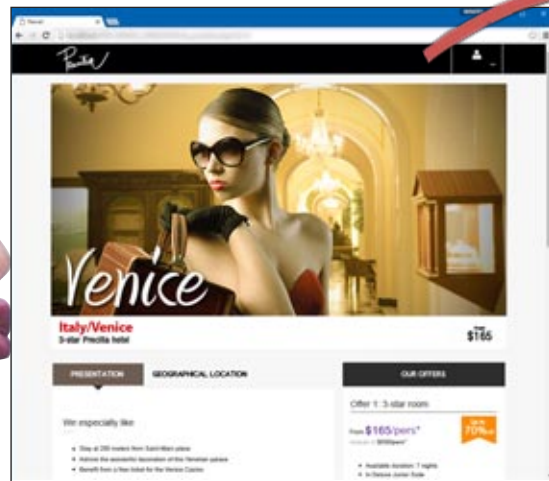 Venice
Italy/Venice
3-star Precilia hotel
$165
PRESENTATION
GEOGRAPHICAL LOCATION
OUR OFFERS
We especially like
Stay at 200 meters from Saint-Marc place
Admire the wonderful decoration of this Venetian palace
Benefit from a free ticket for the Venice Casino
Offer 1: 3-star room
From $165/pers*
Up to
70%
Available duration: 7 nights
In Deluxe Junior Suite